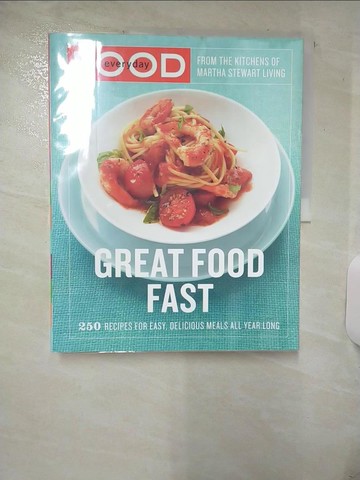 everyday
FOOD
FROM THE KITCHENS OF
MARTHA STEWART LIVING
GREAT FOOD
FAST
250 RECIPES FOR EASY, DELICIOUS MEALS ALL YEAR LONG